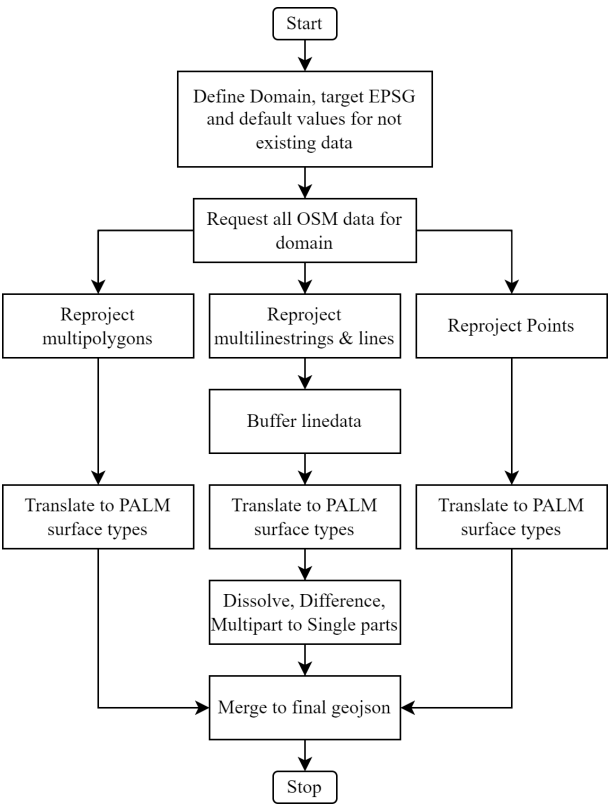 Start
Define Domain, target EPSG
and default values for not
existing data
Request all OSM data for
domain
Reproject
multipolygons
Reproject
multilinestrings & lines
Reproject Points
Buffer linedata
Translate to PALM
surface types
Translate to PALM
surface types
Translate to PALM
surface types
Dissolve, Difference,
Multipart to Single parts
Merge to final geojson
Stop